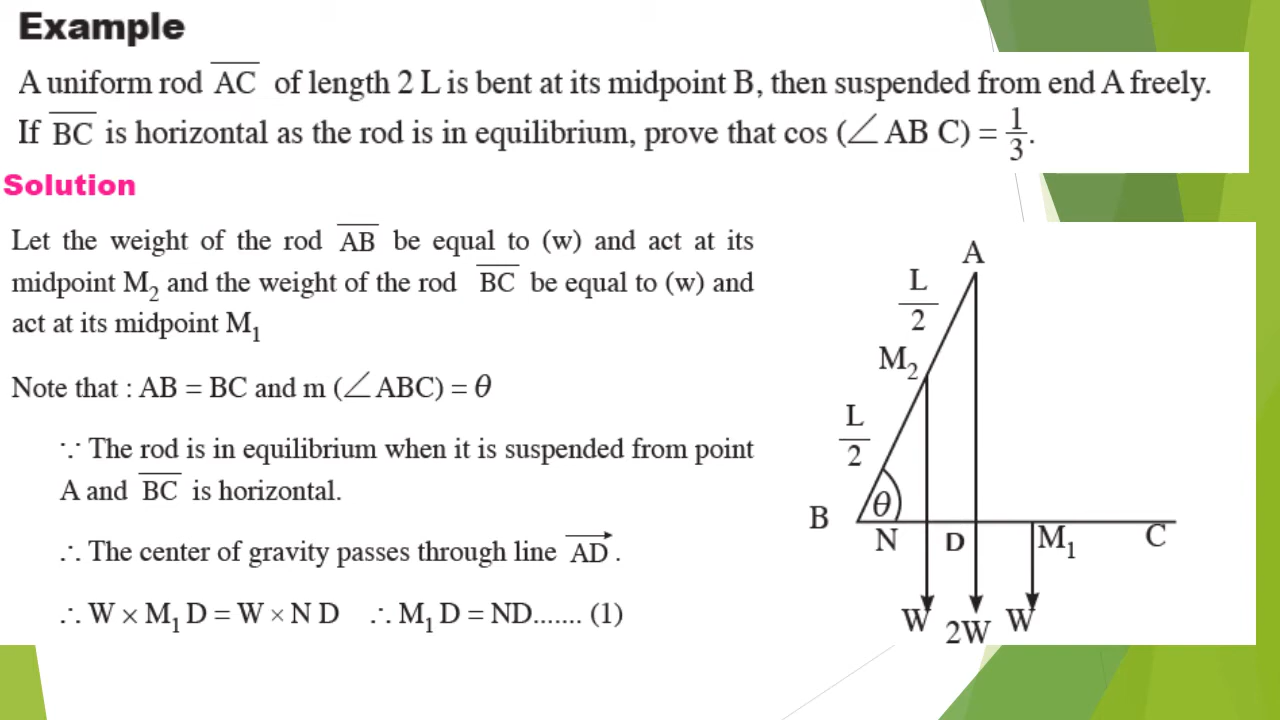 Example
A uniform rod AC of length 2 L is bent at its midpoint B, then suspended from end A freely.
If BC is horizontal as the rod is in equilibrium, prove that cos (∠ AB C) = 1/3.
Solution
Let the weight of the rod AB be equal to (w) and act at its
midpoint M₂ and the weight of the rod BC be equal to (w) and
act at its midpoint M₁
Note that : AB = BC and m (∠ABC) = θ
∵ The rod is in equilibrium when it is suspended from point
A and BC is horizontal.
∴ The center of gravity passes through line AD.
∴ W × M₁ D = W × N D ∴ M₁ D = ND....... (1)
A
L/2
M₂
L/2
B θ N D M₁ C
W 2W W